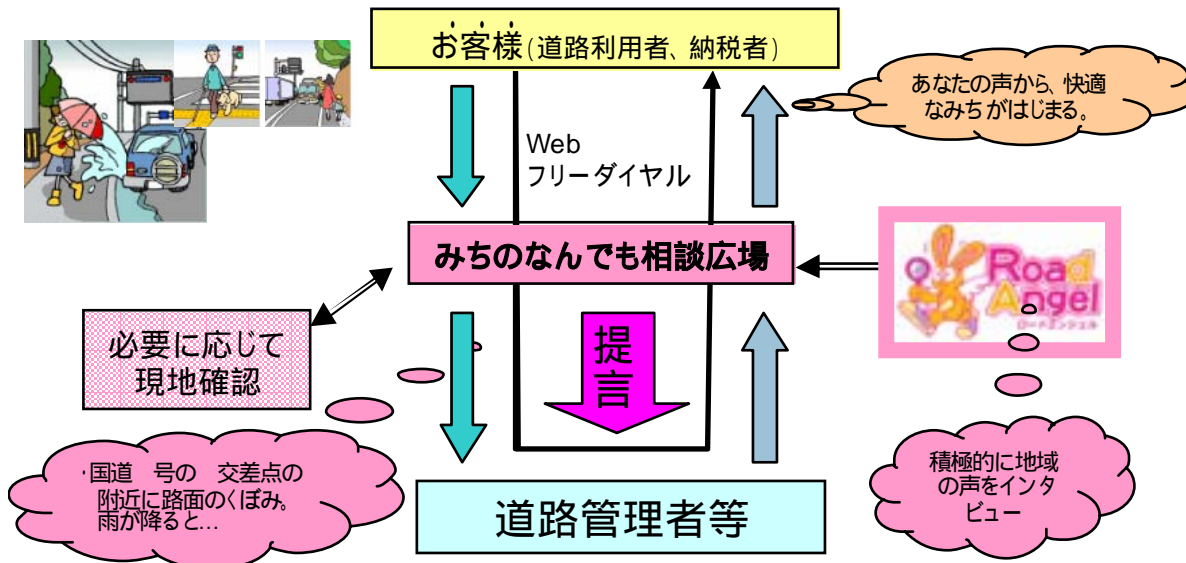 お客様(道路利用者、納税者)
あなたの声から、快適
なみちがはじまる。
Web
フリーダイヤル
みちのなんでも相談広場
Road
Angel
ロードエンジェル
必要に応じて
現地確認
提
言
・国道 号の 交差点の
附近に路面のくぼみ。
雨が降ると…
積極的に地域
の声をインタ
ビュー
道路管理者等